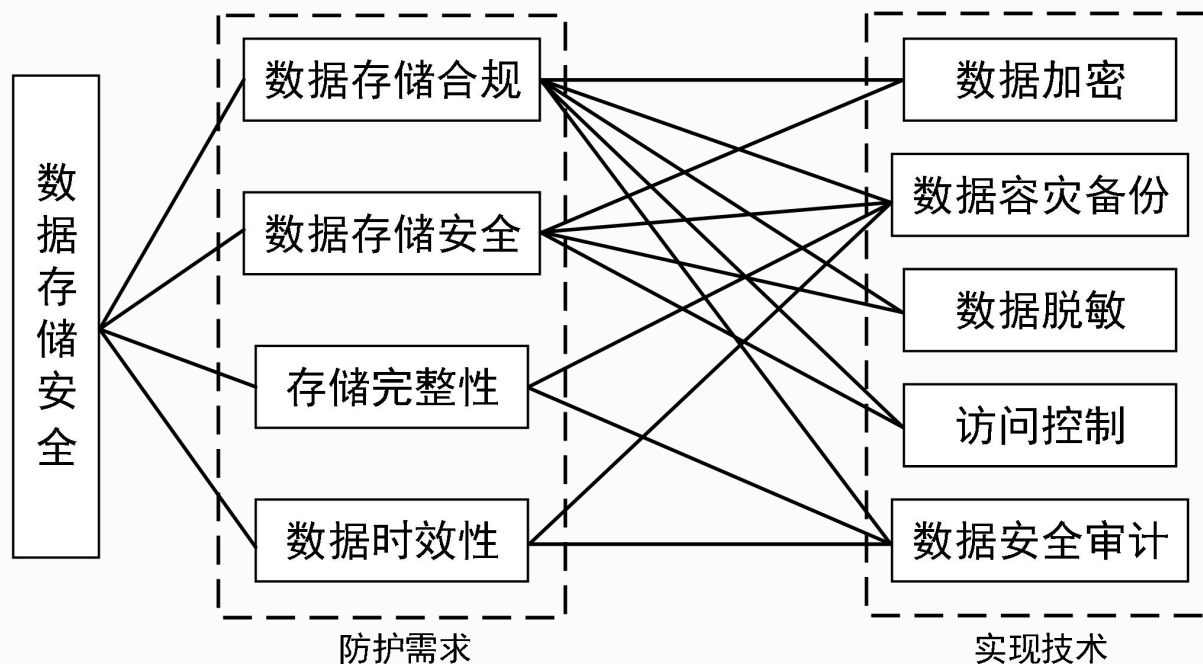 数据存储安全
数据存储合规
数据存储安全
存储完整性
数据时效性
防护需求
数据加密
数据容灾备份
数据脱敏
访问控制
数据安全审计
实现技术